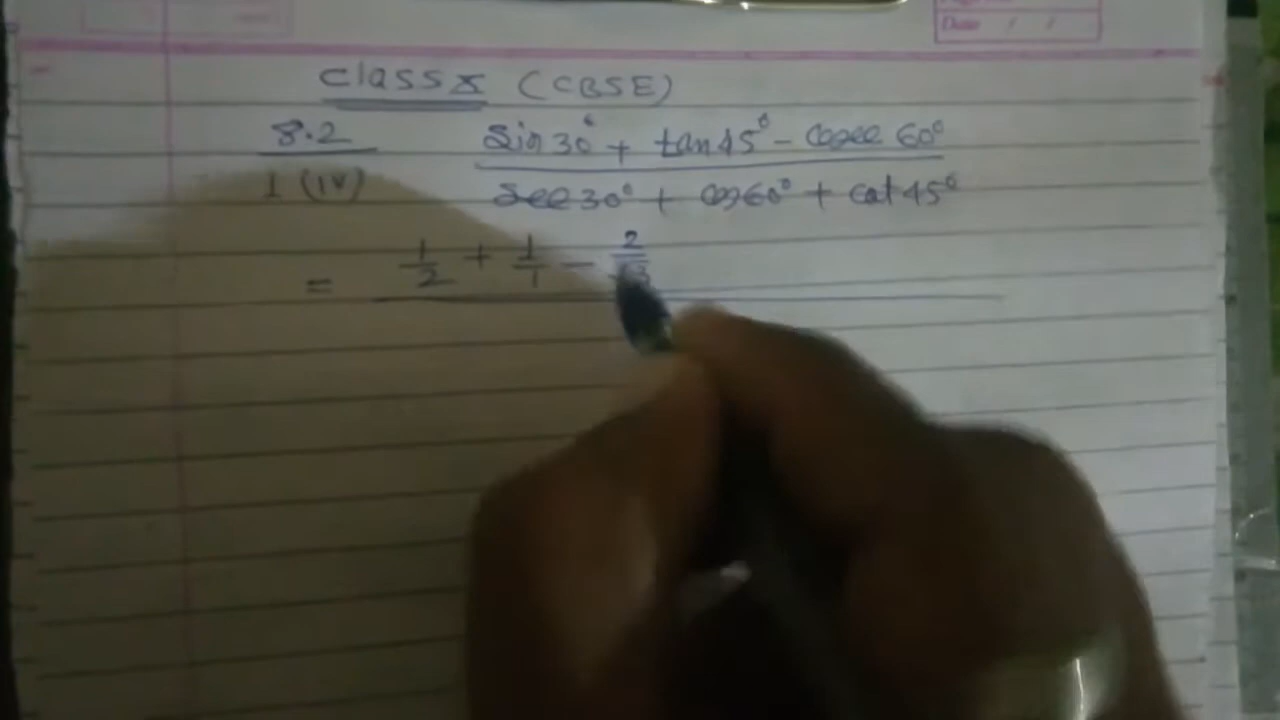 Date / /
Class X (CBSE)
8.2 sin 30° + tan 45° - cosec 60°
1 (iv) sec 30° + cos 60° + cot 45°
= 1/2 + 1/1 - 2/√3